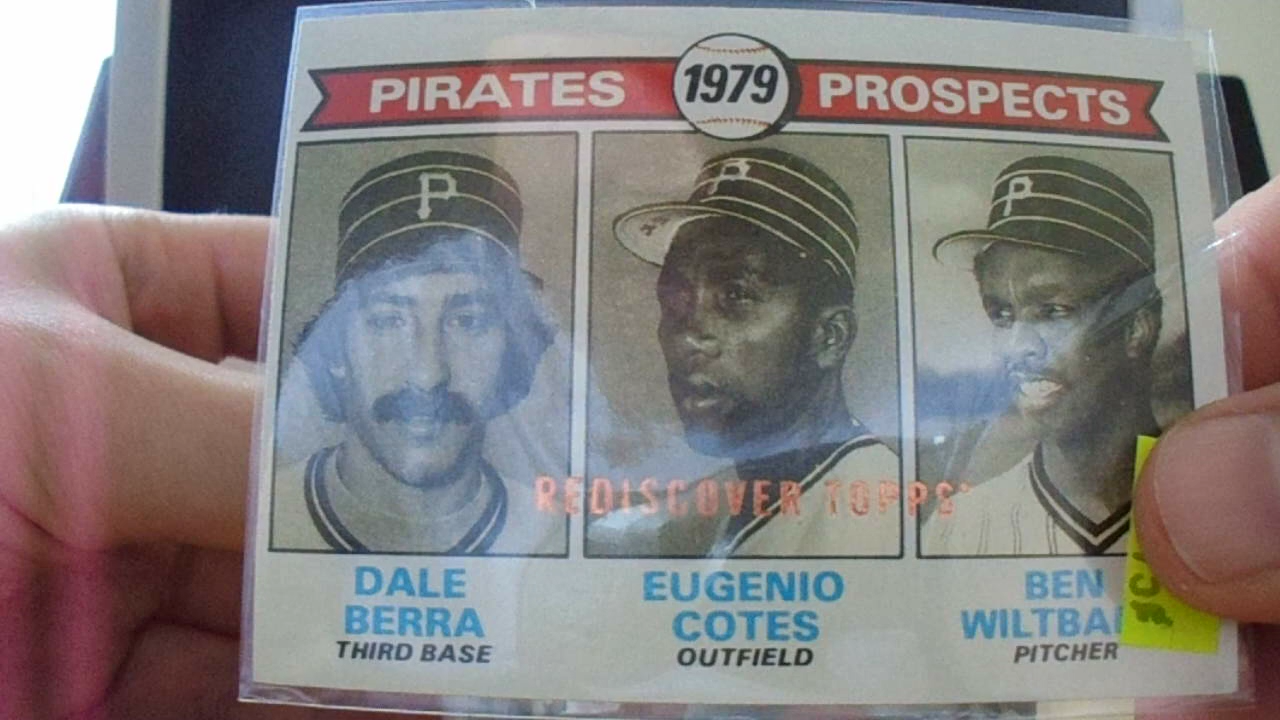 PIRATES 1979 PROSPECTS
P
P
P
REDISCOVER TOPPS
DALE
BERRA
THIRD BASE
EUGENIO
COTES
OUTFIELD
BEN
WILTBA
PITCHER